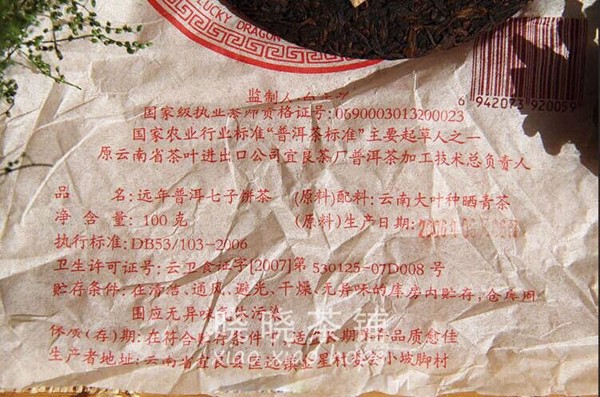 LUCKY DRAGON
监制人
国家级执业 资格证号:0690003013200023
6 942073 920059
国家农业行业标准“普洱茶标准”主要起草人之一
原云南省茶叶进出口公司宜良茶厂普洱茶加工技术总负责人
品 名:远年普洱七子饼茶 (原料)配料:云南大叶种晒青茶
净 含 量:100克 (原料)生产日期:
执行标准:DB53/103-2006
卫生许可证号:云卫食证字[2007]第 530125-07D008 号
贮存条件:在清洁、通风、避光、干燥、无异味的库房内贮存,仓库周
围应无异味 污染
保质(存)期:在符合 存条件下,适 长期 品质愈佳
生产者地址:云南省宜良县 小坡脚村
晓晓茶铺